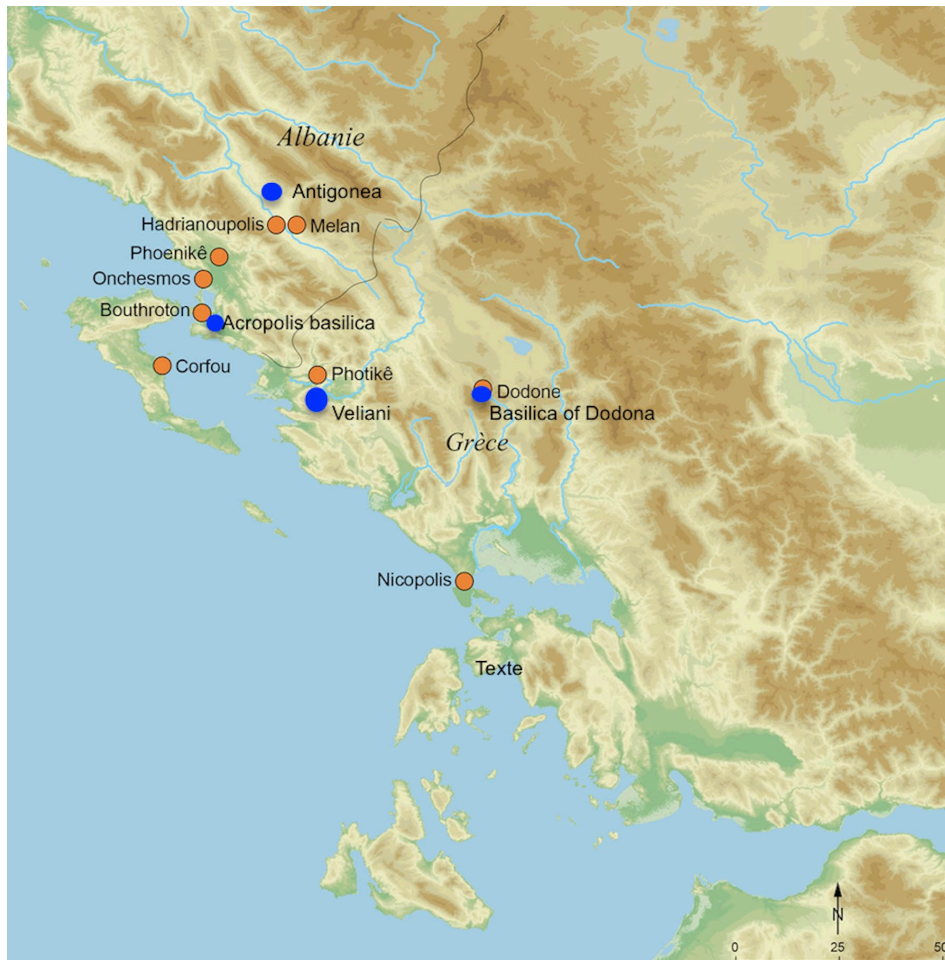 Albanie
Antigonea
Hadrianoupolis
Melan
Phoenikê
Onchesmos
Bouthroton
Acropolis basilica
Corfou
Photikê
Veliani
Dodone
Basilica of Dodona
Grèce
Nicopolis
Texte
N
0 25 50